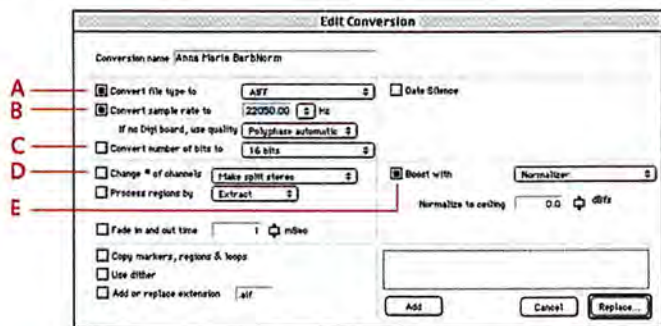 Edit Conversion
Conversion name Anna Maria BarbNorm
A Convert file type to AIFF
Gate Silence
B Convert sample rate to 22050.00 Hz
If no Digi board, use quality Polyphase automatic
C Convert number of bits to 16 bits
D Change # of channels Make split stereo
E Boost with Normalizer
Process regions by Extract
Normalize to ceiling 0.0 dBfs
Fade in and out time 1 mSec
Copy markers, regions & loops
Use dither
Add or replace extension .aif
Add Cancel Replace...